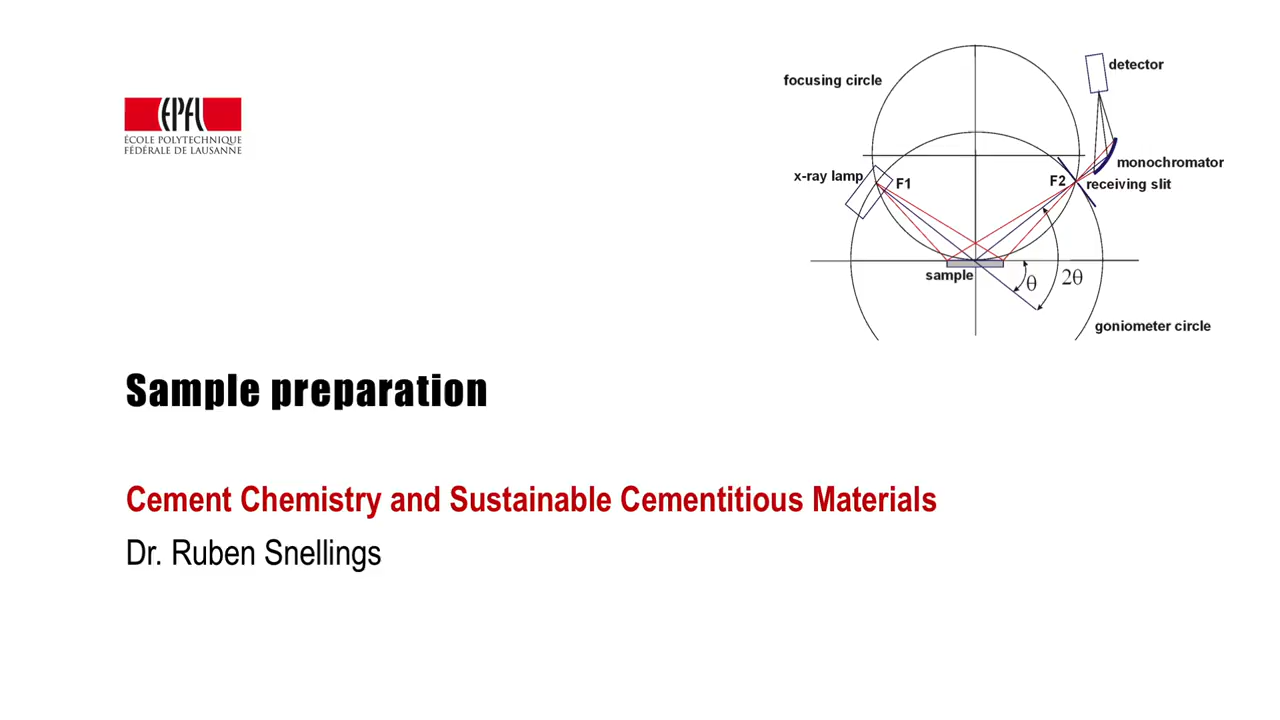 EPFL
ÉCOLE POLYTECHNIQUE
FÉDÉRALE DE LAUSANNE
focusing circle
detector
x-ray lamp
F1
F2
monochromator
receiving slit
sample
θ
2θ
goniometer circle
Sample preparation
Cement Chemistry and Sustainable Cementitious Materials
Dr. Ruben Snellings